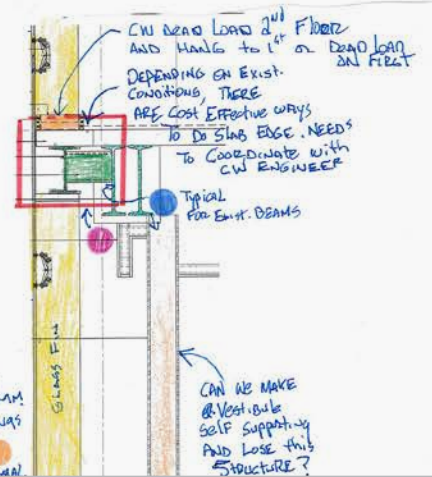 CW DEAD LOAD 2nd FLOOR
AND HANG to 1st OR DEAD LOAD
ON FIRST
DEPENDING ON EXIST.
CONDITIONS, THERE
ARE COST EFFECTIVE WAYS
TO DO SLAB EDGE. NEEDS
TO COORDINATE WITH
CW ENGINEER
TYPICAL
FOR EXIST. BEAMS
GLASS FIN
CAN WE MAKE
VESTIBULE
SELF SUPPORTING
AND LOSE this
STRUCTURE?